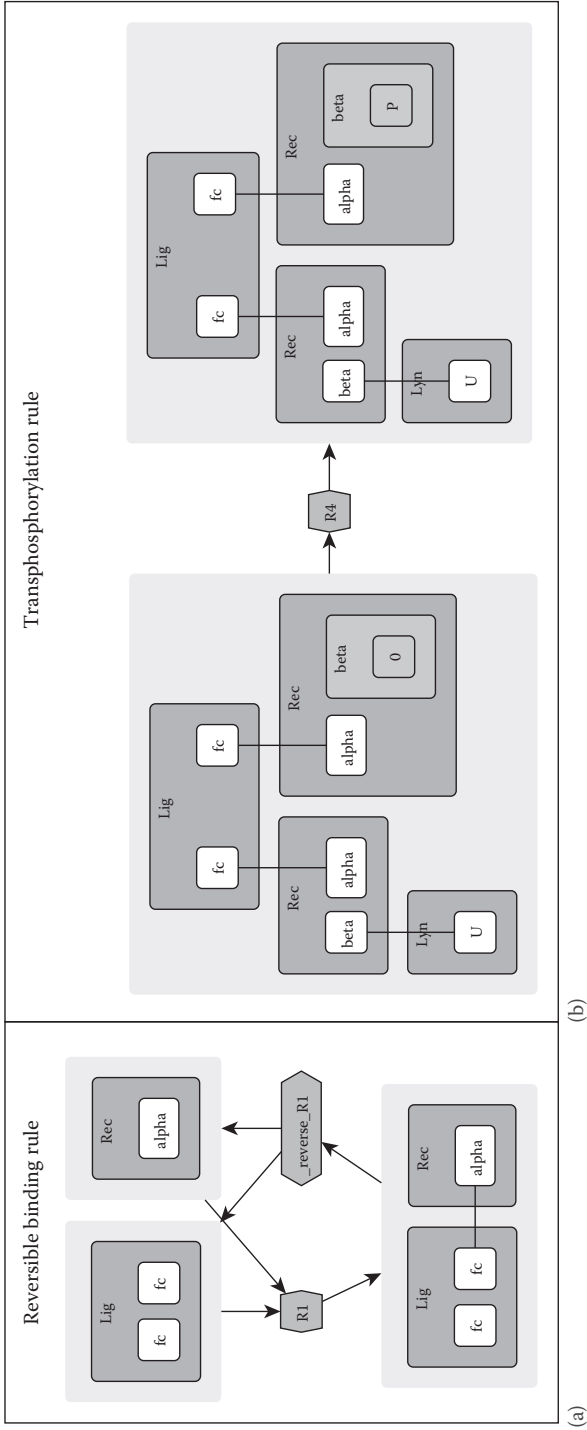 Reversible binding rule
Lig
fc
fc
Rec
alpha
R1
_reverse_R1
Lig
fc
fc
Rec
alpha
(a)
Transphosphorylation rule
Lig
fc
fc
Rec
beta
alpha
Rec
alpha
beta
0
Lyn
U
R4
Lig
fc
fc
Rec
beta
alpha
Rec
alpha
beta
P
Lyn
U
(b)